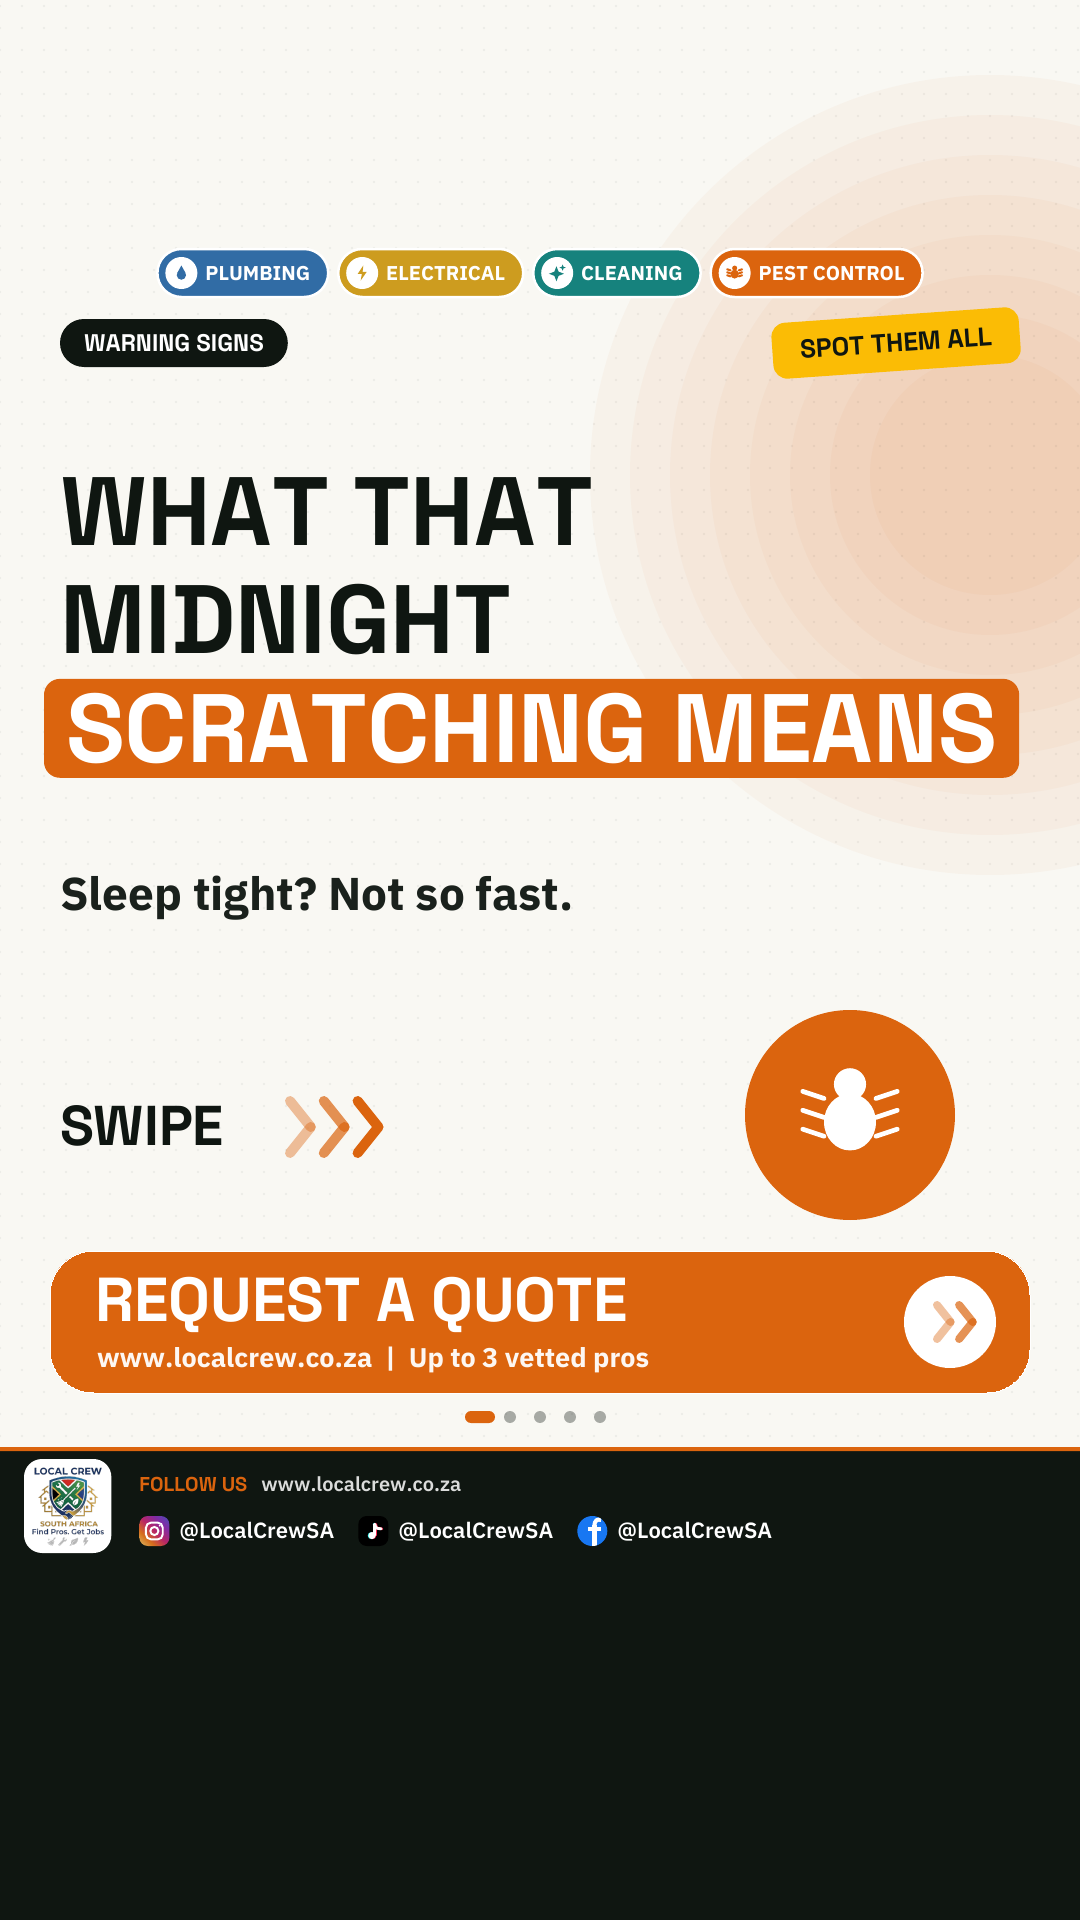 PLUMBING
ELECTRICAL
CLEANING
PEST CONTROL
WARNING SIGNS
SPOT THEM ALL
WHAT THAT
MIDNIGHT
SCRATCHING MEANS
Sleep tight? Not so fast.
SWIPE
REQUEST A QUOTE
www.localcrew.co.za | Up to 3 vetted pros
LOCAL CREW
SOUTH AFRICA
Find Pros. Get Jobs
FOLLOW US www.localcrew.co.za
@LocalCrewSA @LocalCrewSA @LocalCrewSA